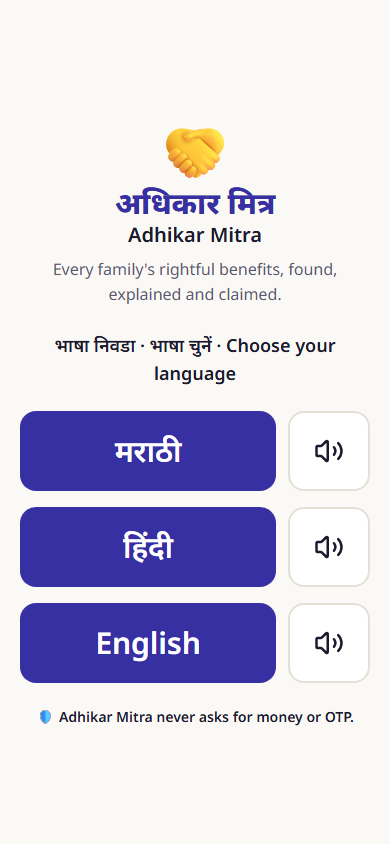 अधिकार मित्र
Adhikar Mitra
Every family's rightful benefits, found,
explained and claimed.
भाषा निवडा · भाषा चुनें · Choose your
language
मराठी
हिंदी
English
Adhikar Mitra never asks for money or OTP.